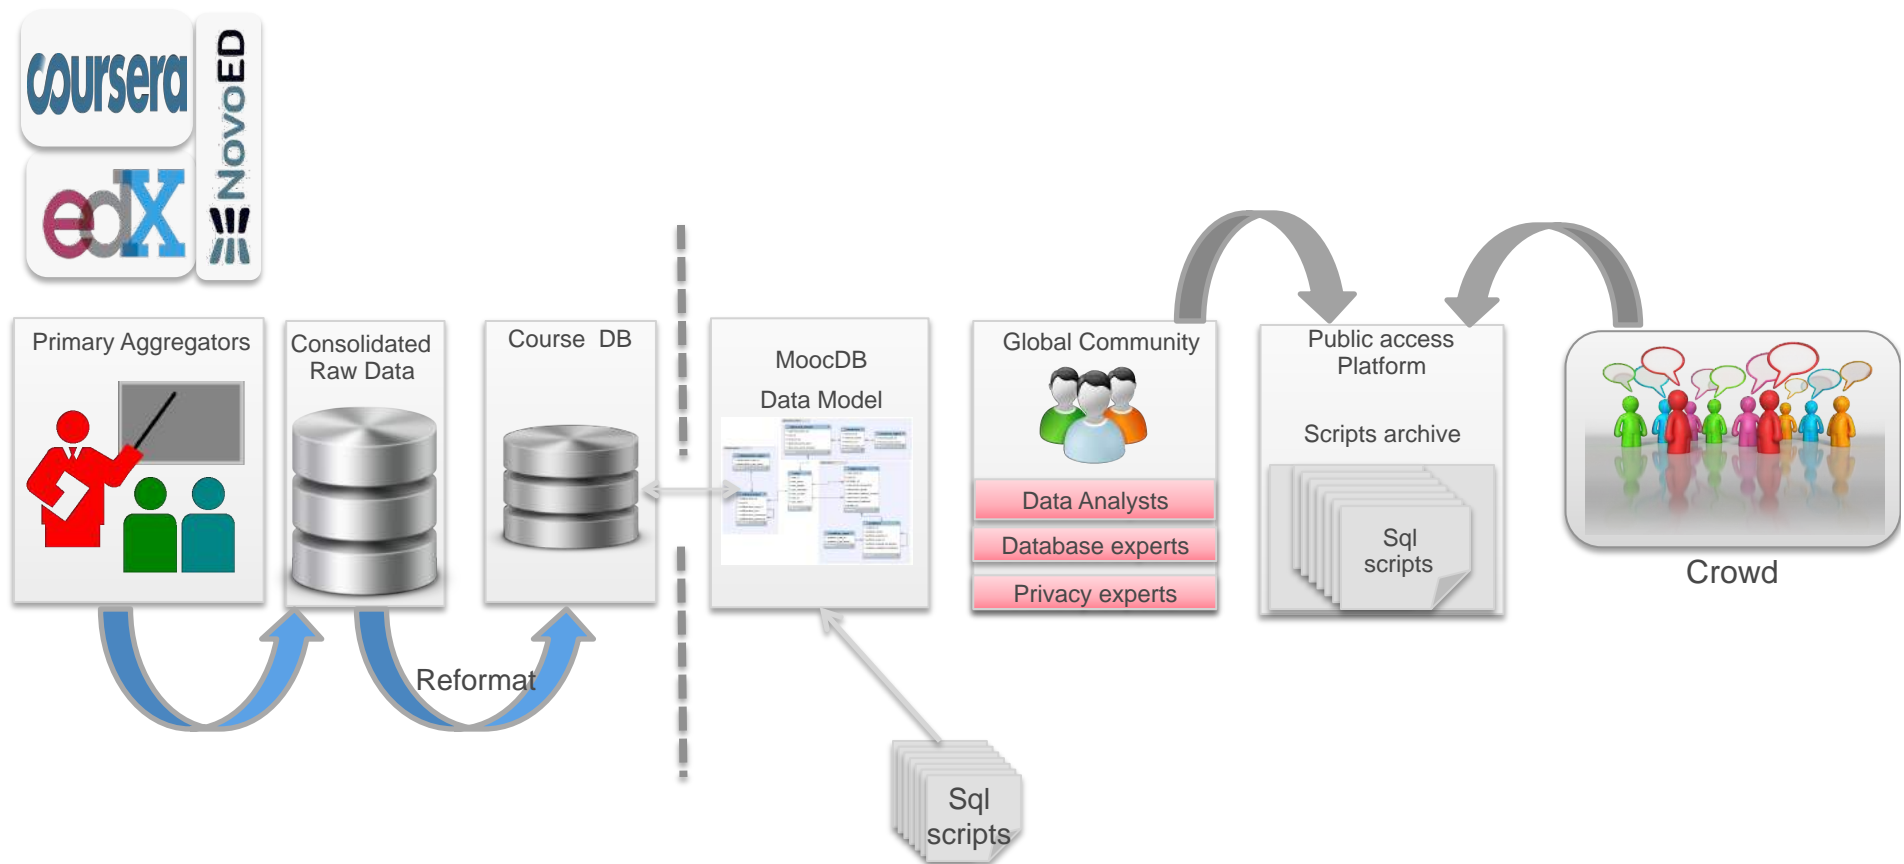 coursera
edX
NovoED
Primary Aggregators
Consolidated
Raw Data
Course DB
Reformat
MoocDB
Data Model
Sql
scripts
Global Community
Data Analysts
Database experts
Privacy experts
Public access
Platform
Scripts archive
Sql
scripts
Crowd